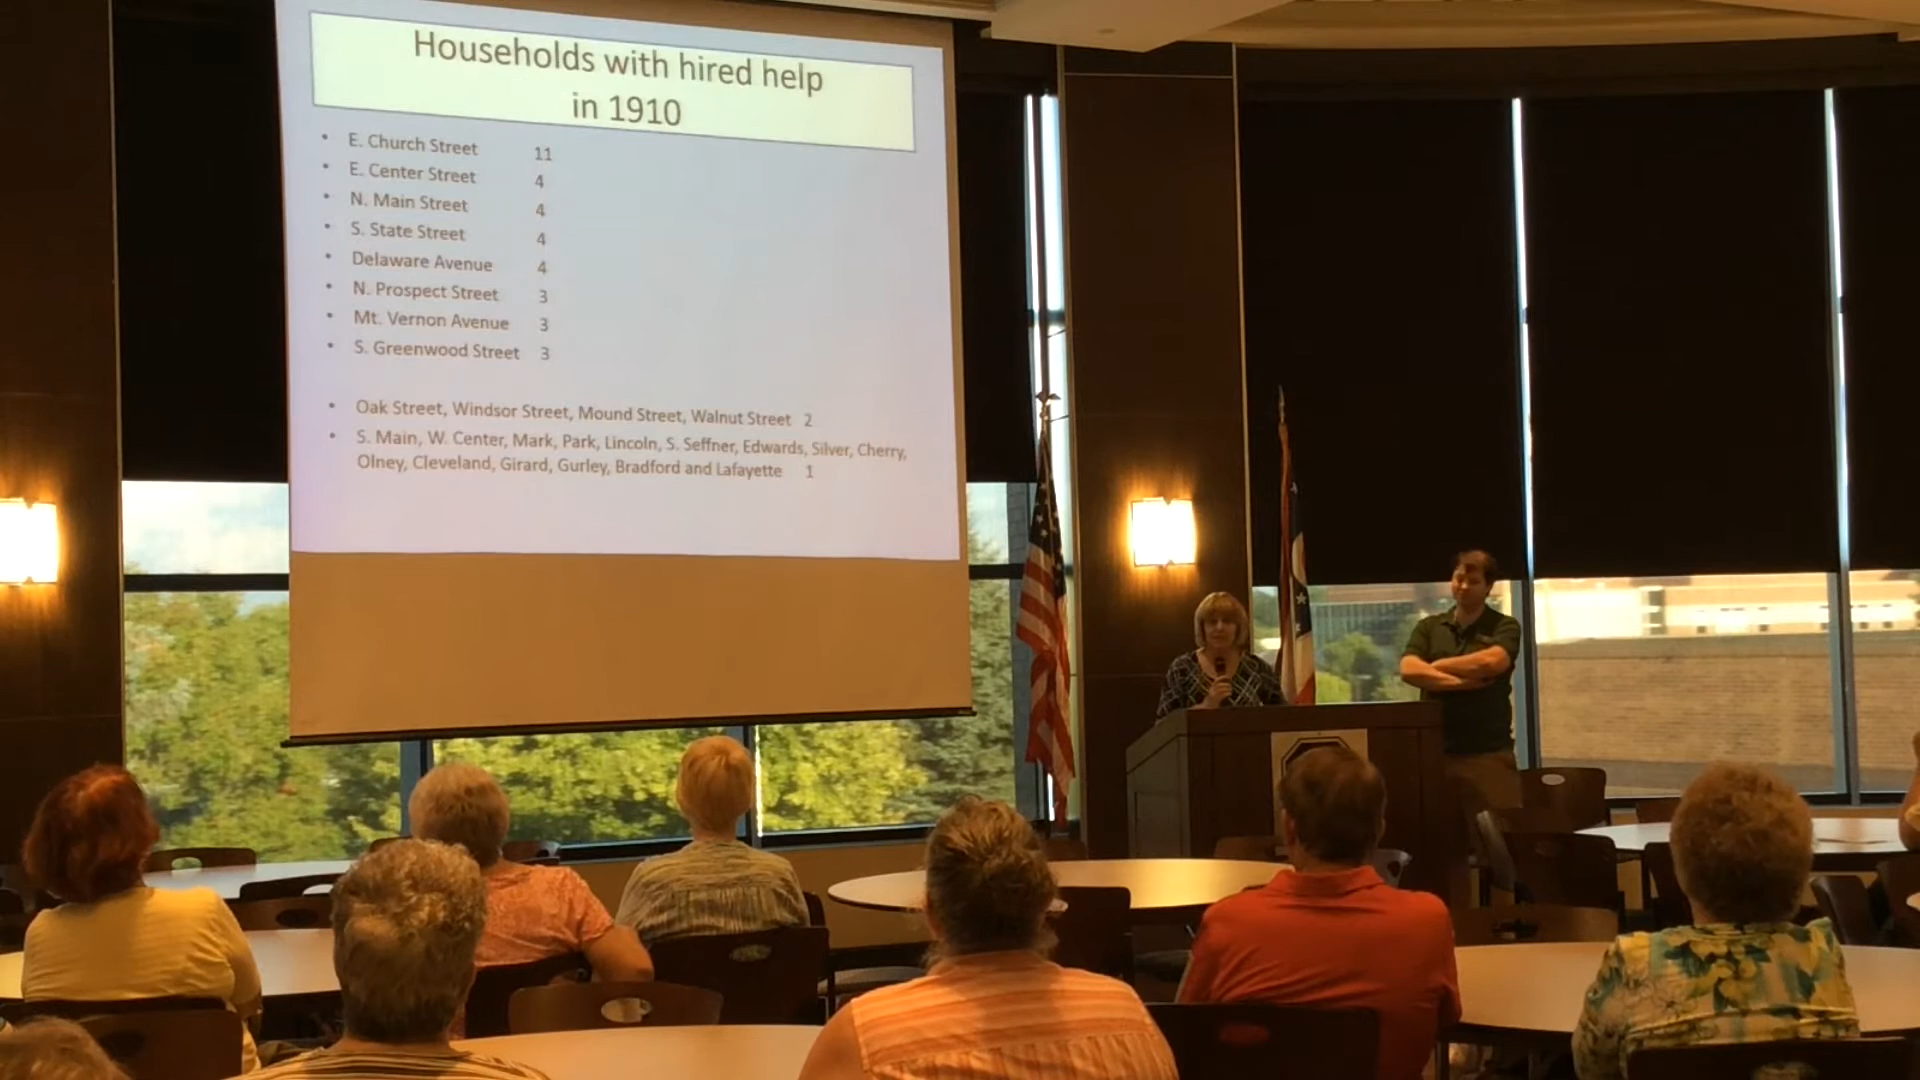 Households with hired help
in 1910
• E. Church Street 11
• E. Center Street 4
• N. Main Street 4
• S. State Street 4
• Delaware Avenue 4
• N. Prospect Street 3
• Mt. Vernon Avenue 3
• S. Greenwood Street 3
• Oak Street, Windsor Street, Mound Street, Walnut Street 2
• S. Main, W. Center, Mark, Park, Lincoln, S. Seffner, Edwards, Silver, Cherry,
Olney, Cleveland, Girard, Gurley, Bradford and Lafayette 1